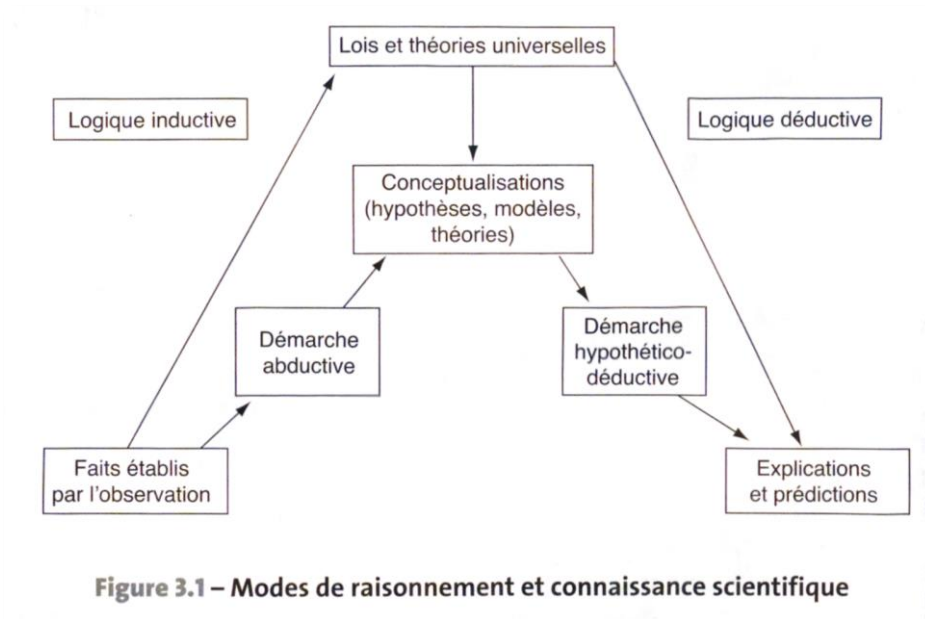 Lois et théories universelles
Logique inductive
Logique déductive
Conceptualisations
(hypothèses, modèles,
théories)
Démarche
abductive
Démarche
hypothético-
déductive
Faits établis
par l'observation
Explications
et prédictions
Figure 3.1 – Modes de raisonnement et connaissance scientifique